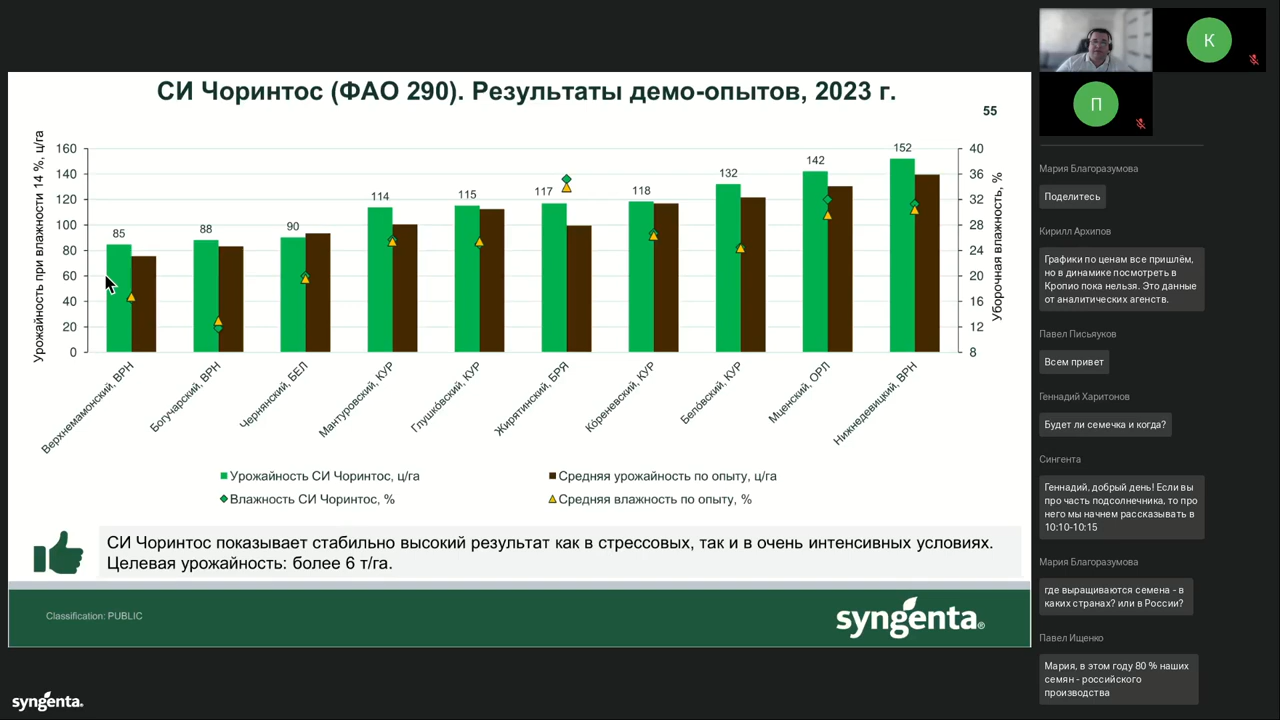 СИ Чоринтос (ФАО 290). Результаты демо-опытов, 2023 г.
55
Урожайность при влажности 14 %, ц/га
160
140
120
100
80
60
40
20
0
85
88
90
114
115
117
118
132
142
152
40
36
32
28
24
20
16
12
8
Уборочная влажность, %
Верхнемамонский, ВРН
Богучарский, ВРН
Чернянский, БЕЛ
Мантуровский, КУР
Глушко́вский, КУР
Жирятинский, БРЯ
Ко́реневский, КУР
Бело́вский, КУР
Мценский, ОРЛ
Нижнедевицкий, ВРН
Урожайность СИ Чоринтос, ц/га
Средняя урожайность по опыту, ц/га
Влажность СИ Чоринтос, %
Средняя влажность по опыту, %
СИ Чоринтос показывает стабильно высокий результат как в стрессовых, так и в очень интенсивных условиях.
Целевая урожайность: более 6 т/га.
Classification: PUBLIC
syngenta®
syngenta.
К
П
Мария Благоразумова
Поделитесь
Кирилл Архипов
Графики по ценам все пришлём,
но в динамике посмотреть в
Кропио пока нельзя. Это данные
от аналитических агенств.
Павел Письяуков
Всем привет
Геннадий Харитонов
Будет ли семечка и когда?
Сингента
Геннадий, добрый день! Если вы
про часть подсолнечника, то про
него мы начнем рассказывать в
10:10-10:15
Мария Благоразумова
где выращиваются семена - в
каких странах? или в России?
Павел Ищенко
Мария, в этом году 80 % наших
семян - российского
производства